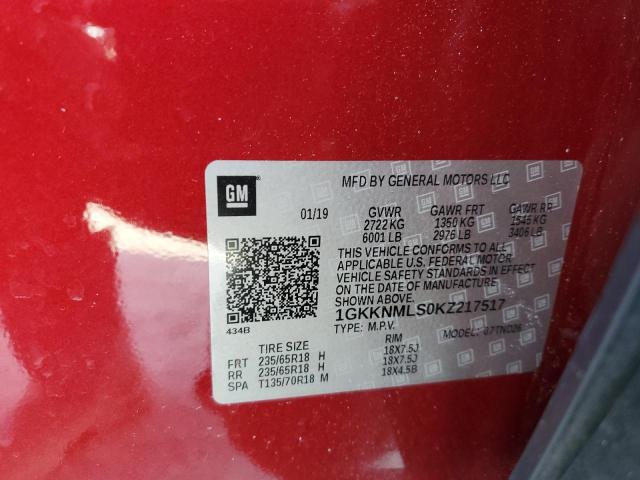 GM
MFD BY GENERAL MOTORS LLC
01/19 GVWR GAWR FRT GAWR RR
2722 KG 1350 KG 1545 KG
6001 LB 2976 LB 3406 LB
THIS VEHICLE CONFORMS TO ALL
APPLICABLE U.S. FEDERAL MOTOR
VEHICLE SAFETY STANDARDS IN EFFECT
ON THE DATE OF MANUFACTURE
SHOWN ABOVE.
1GKKNMLS0KZ217517
434B
TYPE: M.P.V. MODEL:
TIRE SIZE RIM
FRT 235/65R18 H 18X7.5J
RR 235/65R18 H 18X7.5J
SPA T135/70R18 M 18X4.5B